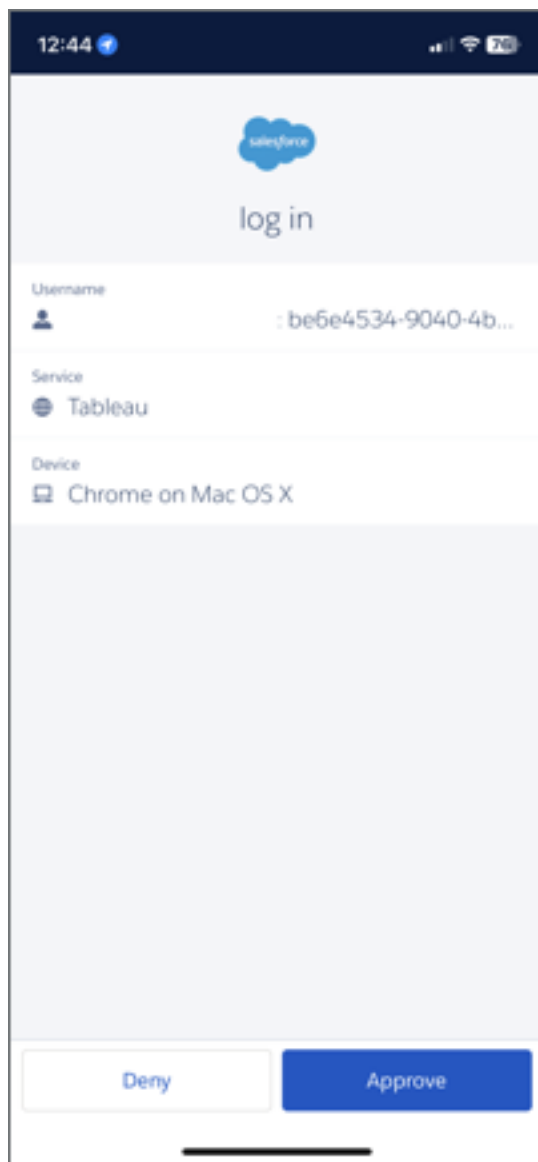 12:44
76
salesforce
log in
Username
: be6e4534-9040-4b...
Service
Tableau
Device
Chrome on Mac OS X
Deny
Approve